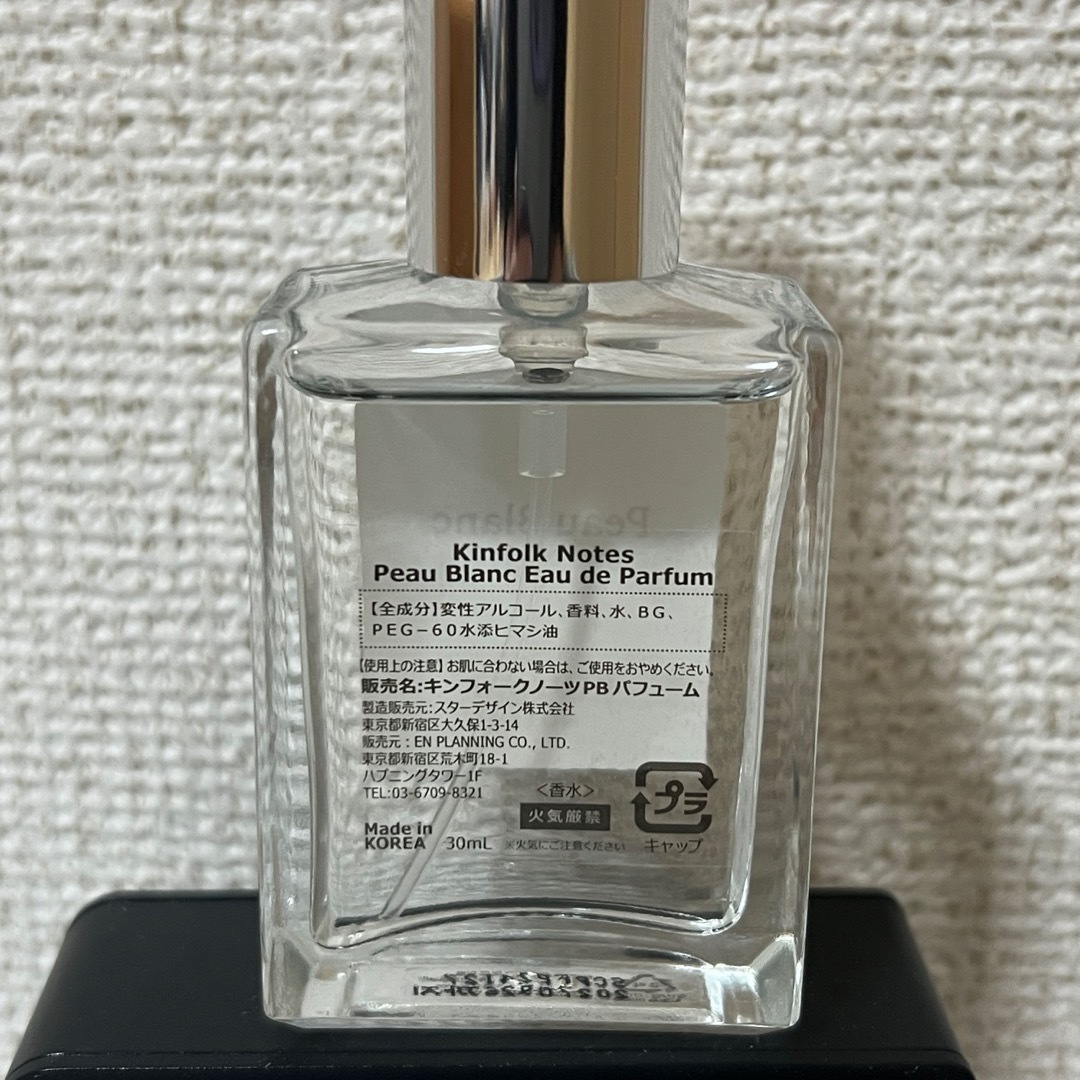 Peau Blanc
Kinfolk Notes
Peau Blanc Eau de Parfum
【全成分】変性アルコール、香料、水、BG、
PEG-60水添ヒマシ油
【使用上の注意】お肌に合わない場合は、ご使用をおやめください。
販売名:キンフォークノーツPBパフューム
製造販売元:スターデザイン株式会社
東京都新宿区大久保1-3-14
販売元:EN PLANNING CO., LTD.
東京都新宿区荒木町18-1
ハプニングタワー1F
TEL:03-6709-8321
<香水>
火気厳禁
Made in
KOREA 30mL
※火気にご注意ください
プラ
キャップ